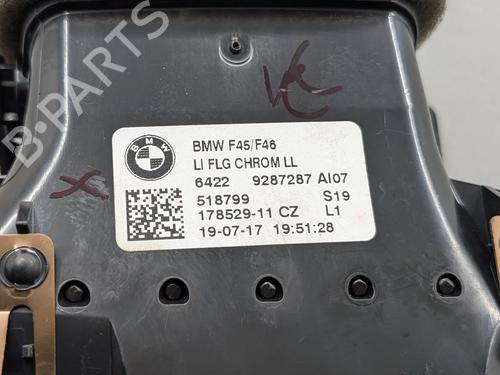 B-PARTS
BMW
BMW F45/F46
LI FLG CHROM LL
6422 9287287 AI07
518799 S19
178529-11 CZ L1
19-07-17 19:51:28